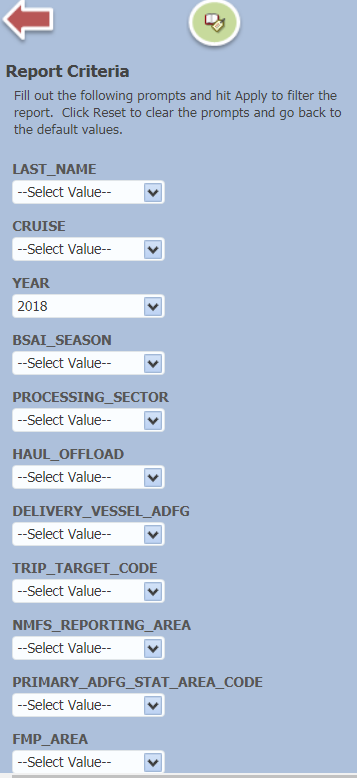 Report Criteria
Fill out the following prompts and hit Apply to filter the
report.  Click Reset to clear the prompts and go back to
the default values.
LAST_NAME
--Select Value--
CRUISE
--Select Value--
YEAR
2018
BSAI_SEASON
--Select Value--
PROCESSING_SECTOR
--Select Value--
HAUL_OFFLOAD
--Select Value--
DELIVERY_VESSEL_ADFG
--Select Value--
TRIP_TARGET_CODE
--Select Value--
NMFS_REPORTING_AREA
--Select Value--
PRIMARY_ADFG_STAT_AREA_CODE
--Select Value--
FMP_AREA
--Select Value--